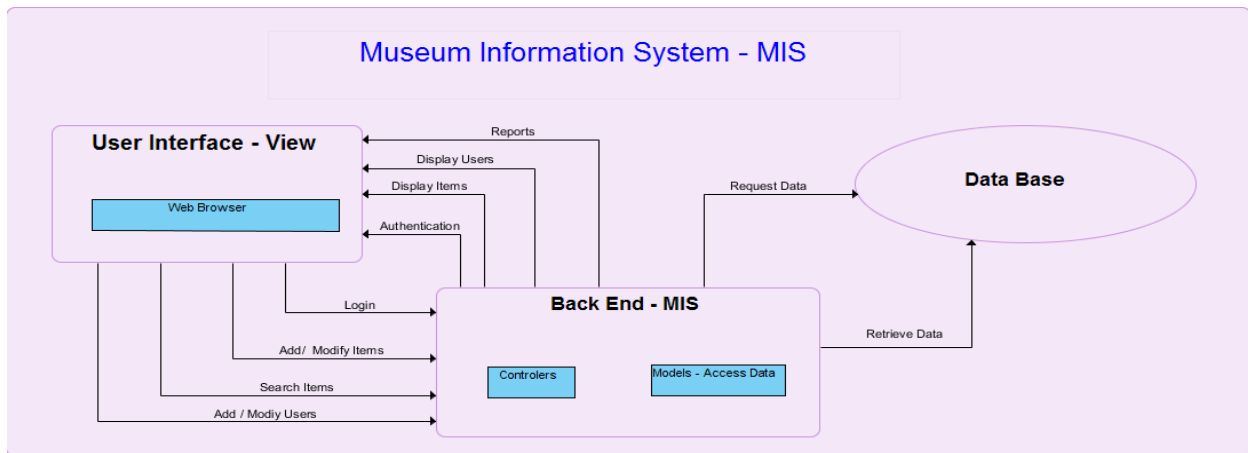 Museum Information System - MIS
User Interface - View
Web Browser
Reports
Display Users
Display Items
Authentication
Request Data
Data Base
Login
Add/ Modify Items
Search Items
Add / Modiy Users
Back End - MIS
Controlers
Models - Access Data
Retrieve Data